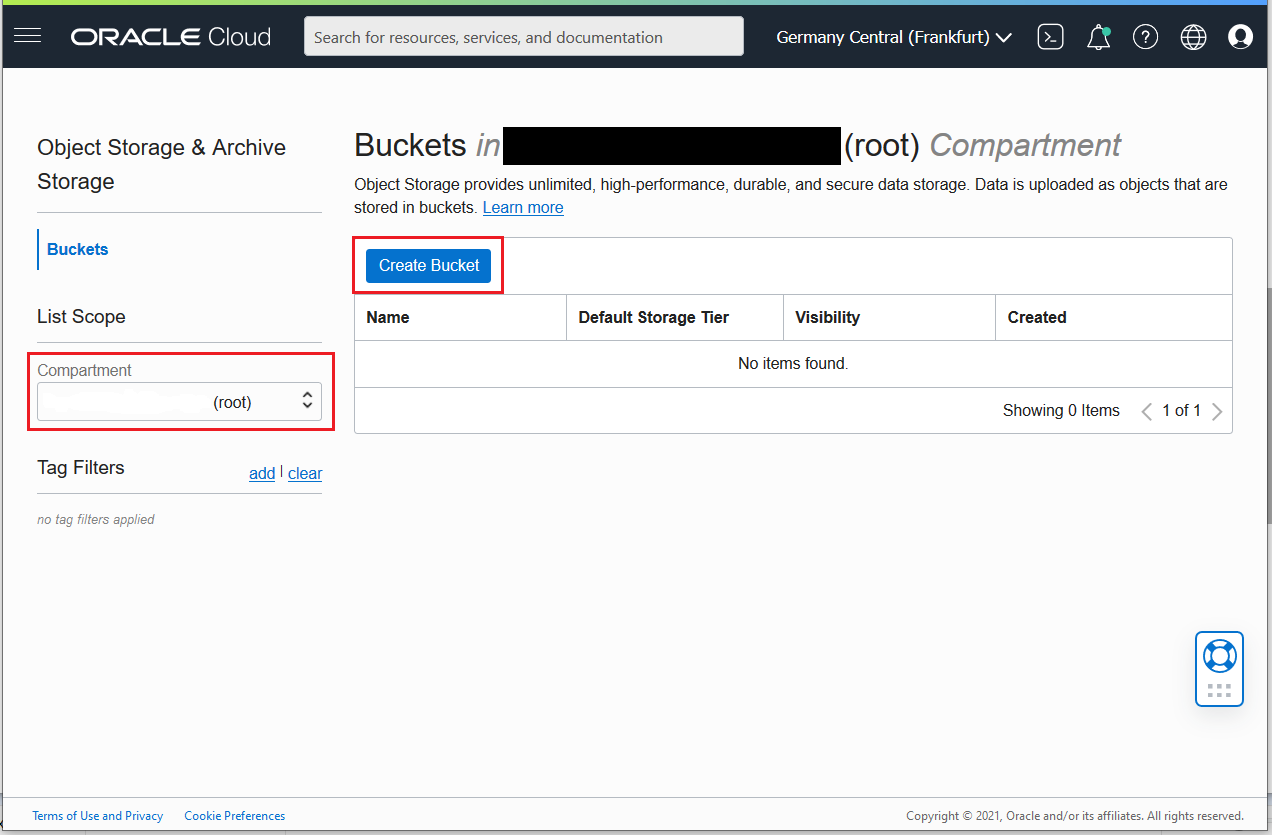 ORACLE Cloud
Search for resources, services, and documentation
Germany Central (Frankfurt)
Object Storage & Archive
Storage
Buckets
List Scope
Compartment
(root)
Tag Filters
add | clear
no tag filters applied
Buckets in (root) Compartment
Object Storage provides unlimited, high-performance, durable, and secure data storage. Data is uploaded as objects that are
stored in buckets. Learn more
Create Bucket
Name Default Storage Tier Visibility Created
No items found.
Showing 0 Items < 1 of 1 >
Terms of Use and Privacy Cookie Preferences
Copyright © 2021, Oracle and/or its affiliates. All rights reserved.